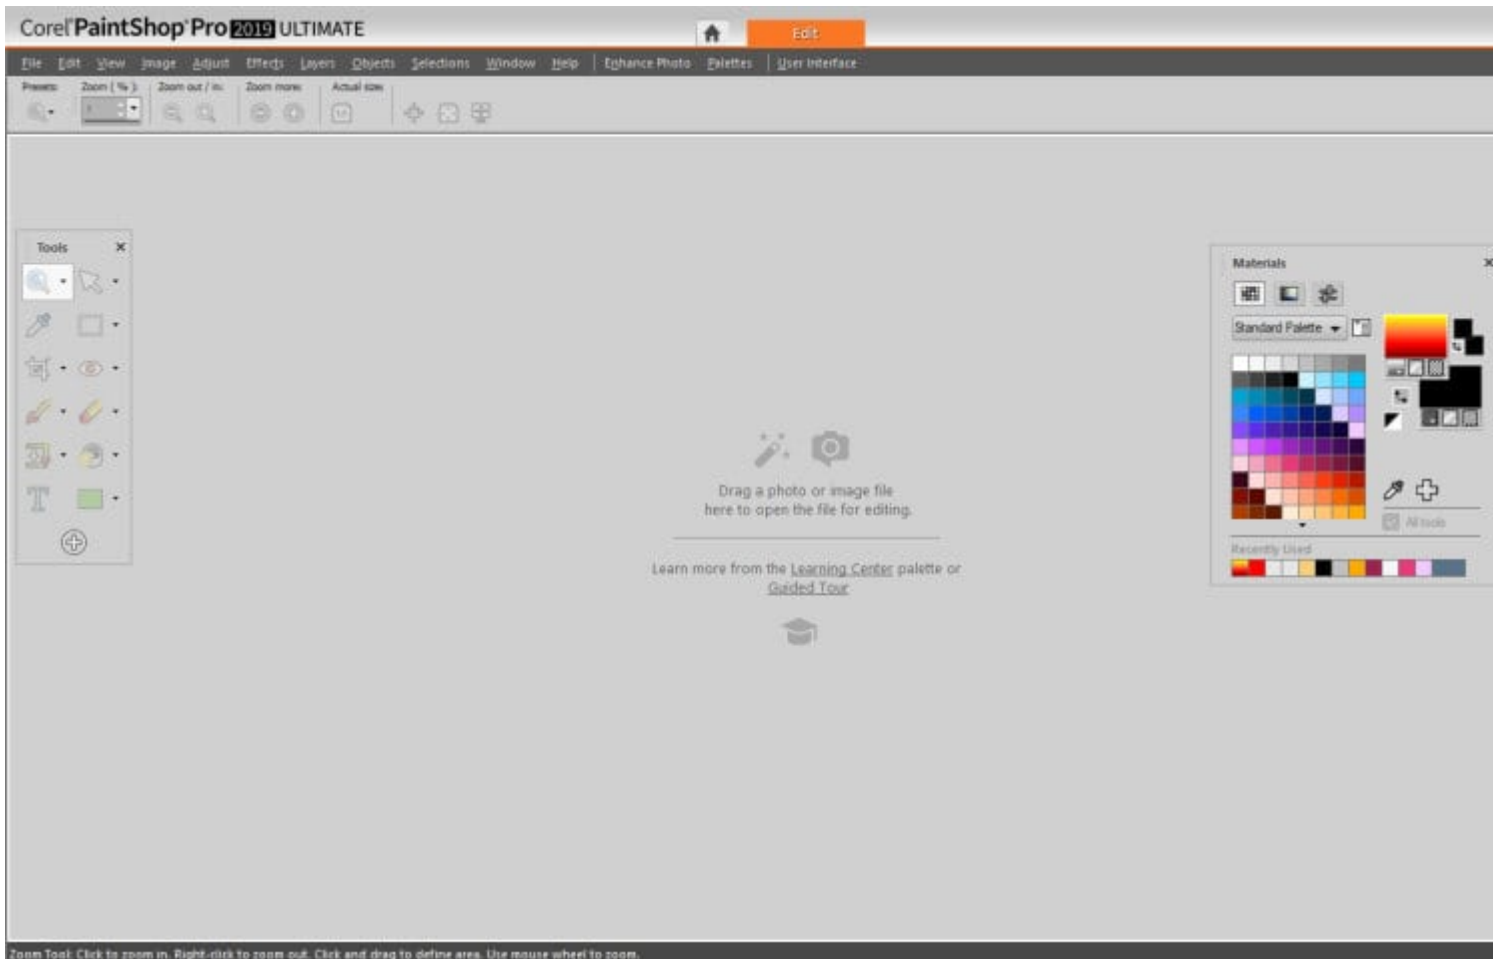 Corel PaintShop Pro 2019 ULTIMATE
Edit
File Edit View Image Adjust Effects Layers Objects Selections Window Help Enhance Photo Palettes User Interface
Presets: Zoom ( % ): Zoom out / in: Zoom more: Actual size:
Tools
Materials
Standard Palette
Drag a photo or image file
here to open the file for editing.
All tools
Recently Used
Learn more from the Learning Center palette or
Guided Tour
Zoom Tool: Click to zoom in. Right-click to zoom out. Click and drag to define area. Use mouse wheel to zoom.